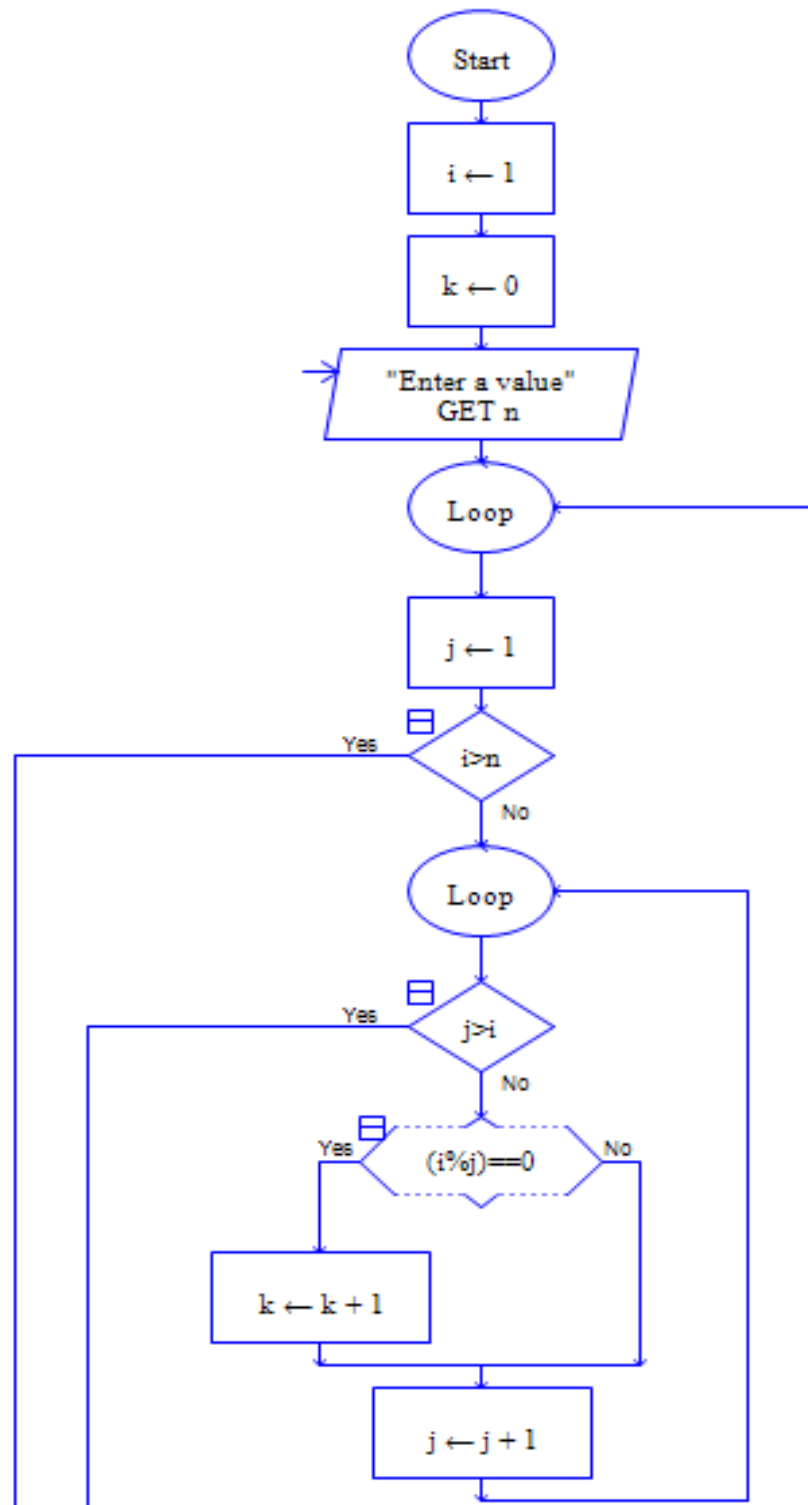 Start
i ← 1
k ← 0
"Enter a value"
GET n
Loop
j ← 1
Yes
i>n
No
Loop
Yes
j>i
No
Yes
(i%j)==0
No
k ← k + 1
j ← j + 1